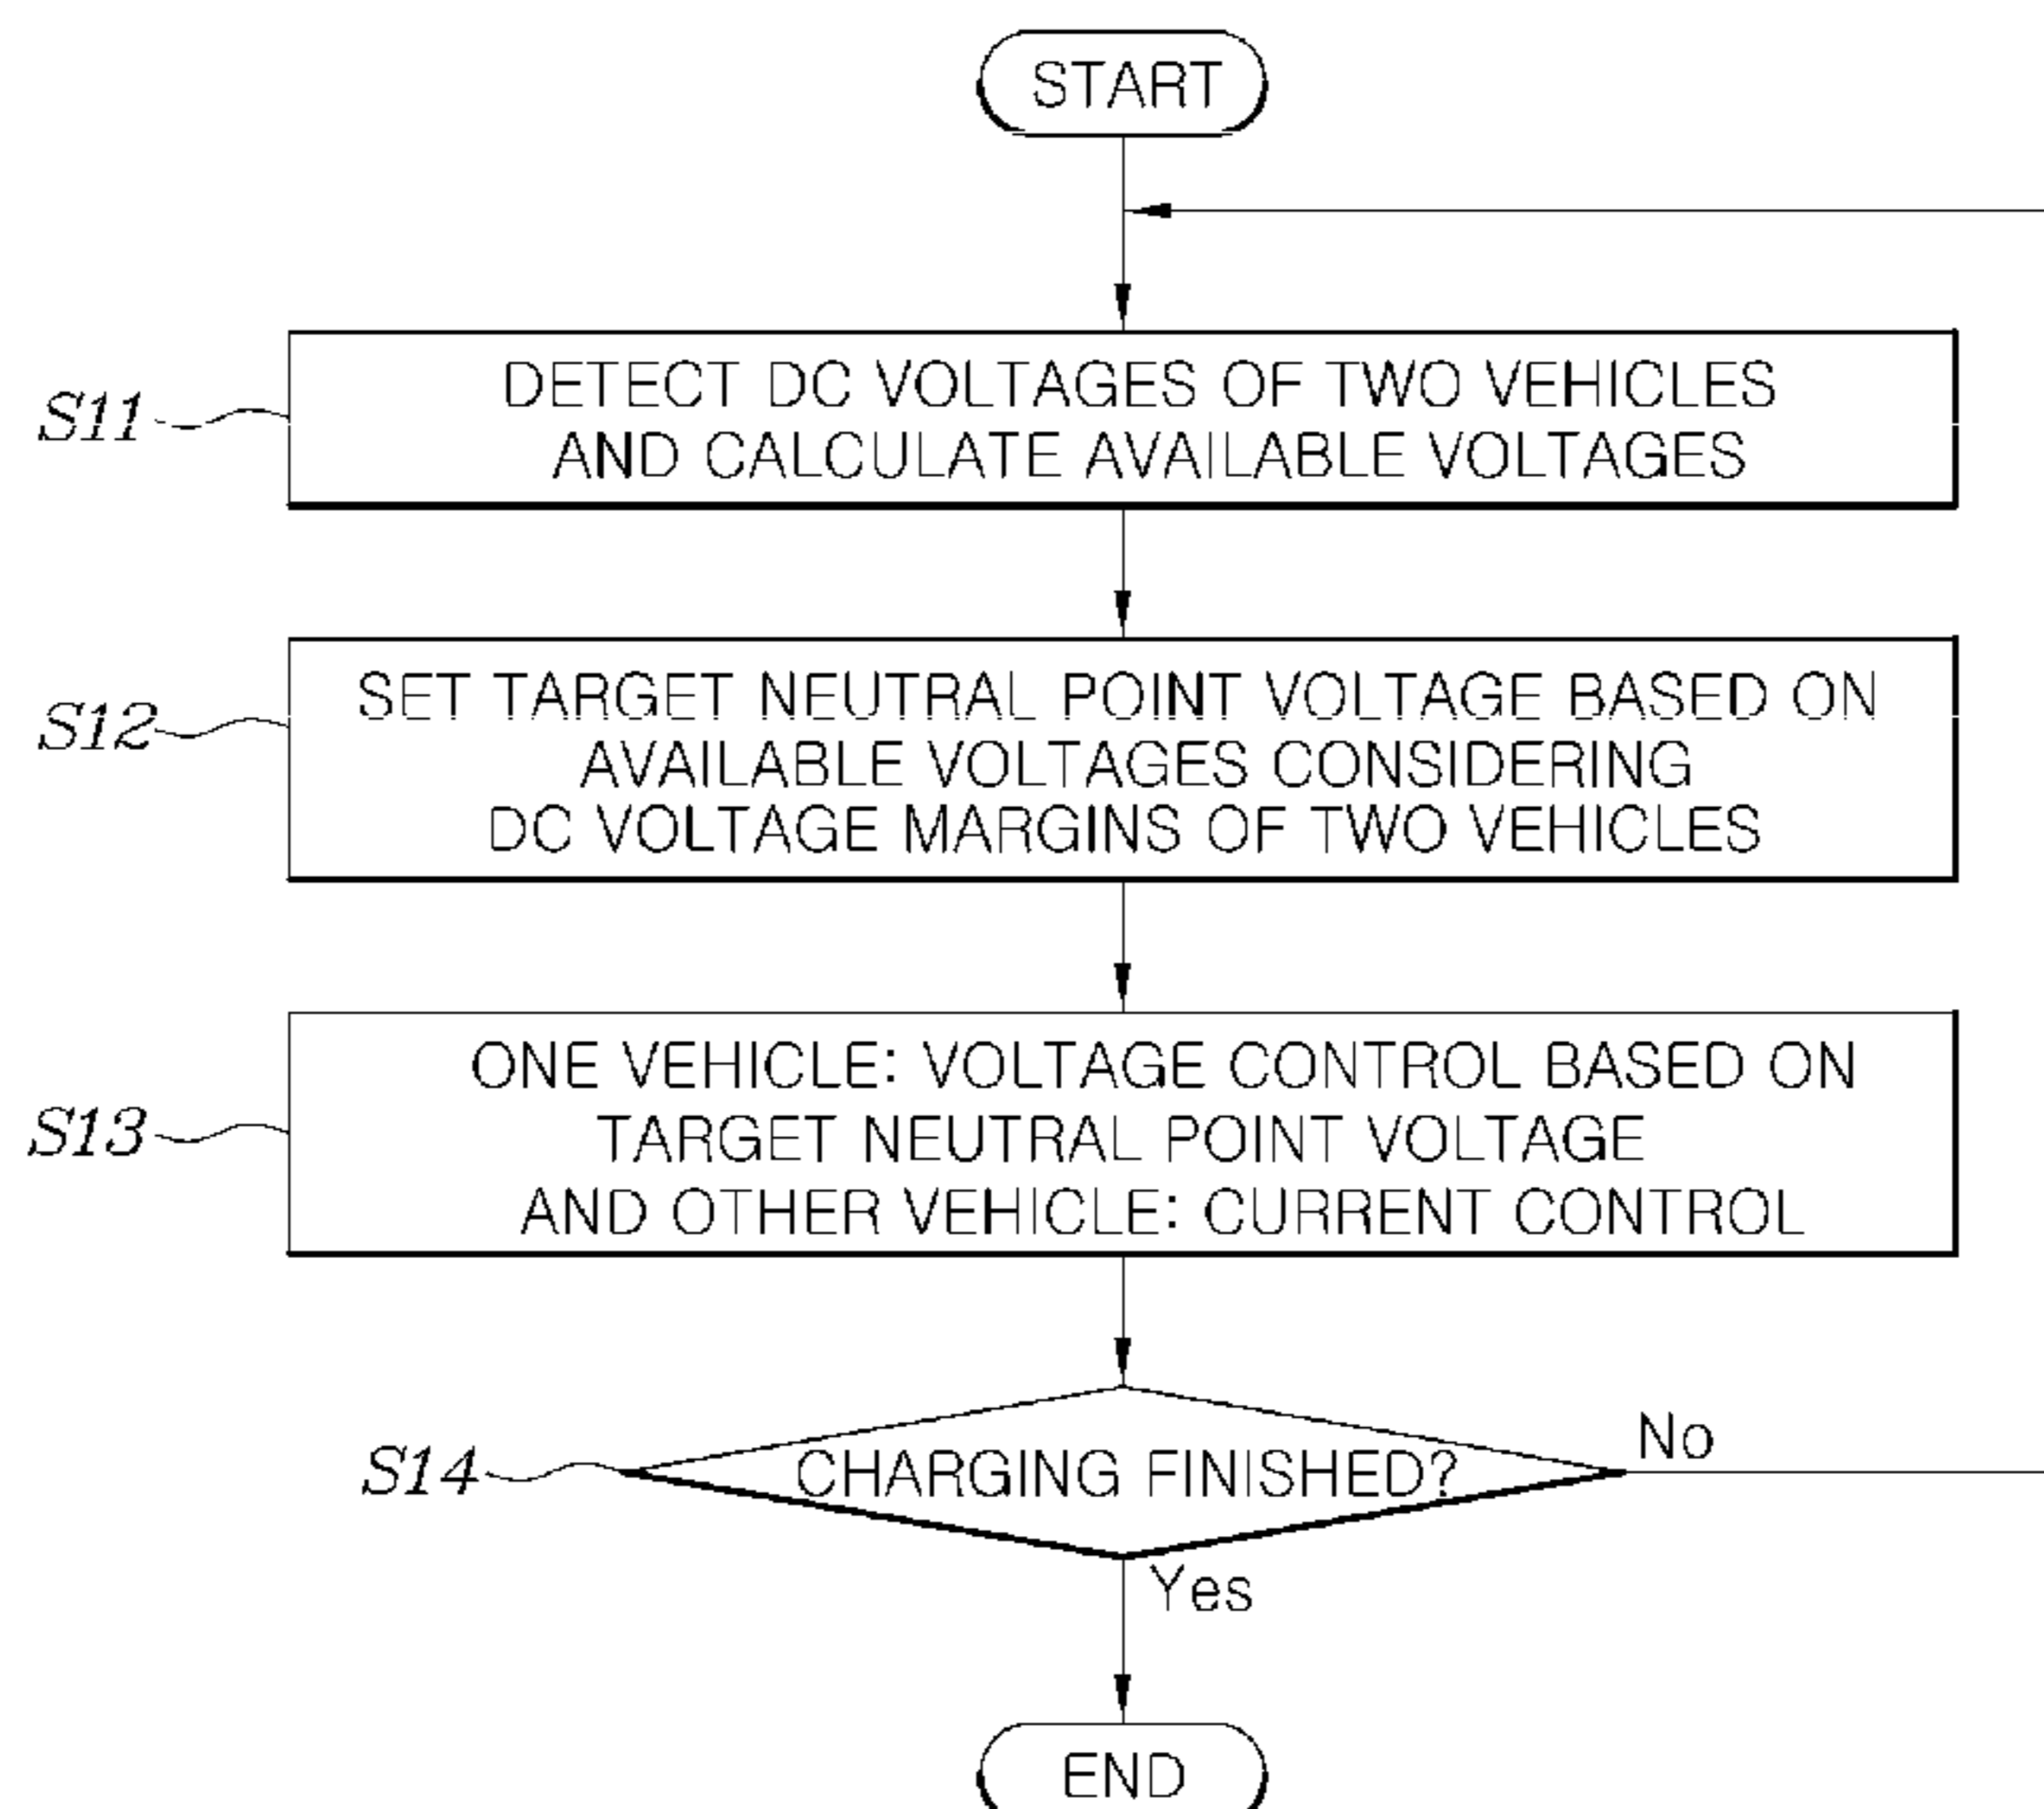 START
S11
DETECT DC VOLTAGES OF TWO VEHICLES
AND CALCULATE AVAILABLE VOLTAGES
S12
SET TARGET NEUTRAL POINT VOLTAGE BASED ON
AVAILABLE VOLTAGES CONSIDERING
DC VOLTAGE MARGINS OF TWO VEHICLES
S13
ONE VEHICLE: VOLTAGE CONTROL BASED ON
TARGET NEUTRAL POINT VOLTAGE
AND OTHER VEHICLE: CURRENT CONTROL
S14
CHARGING FINISHED?
No
Yes
END